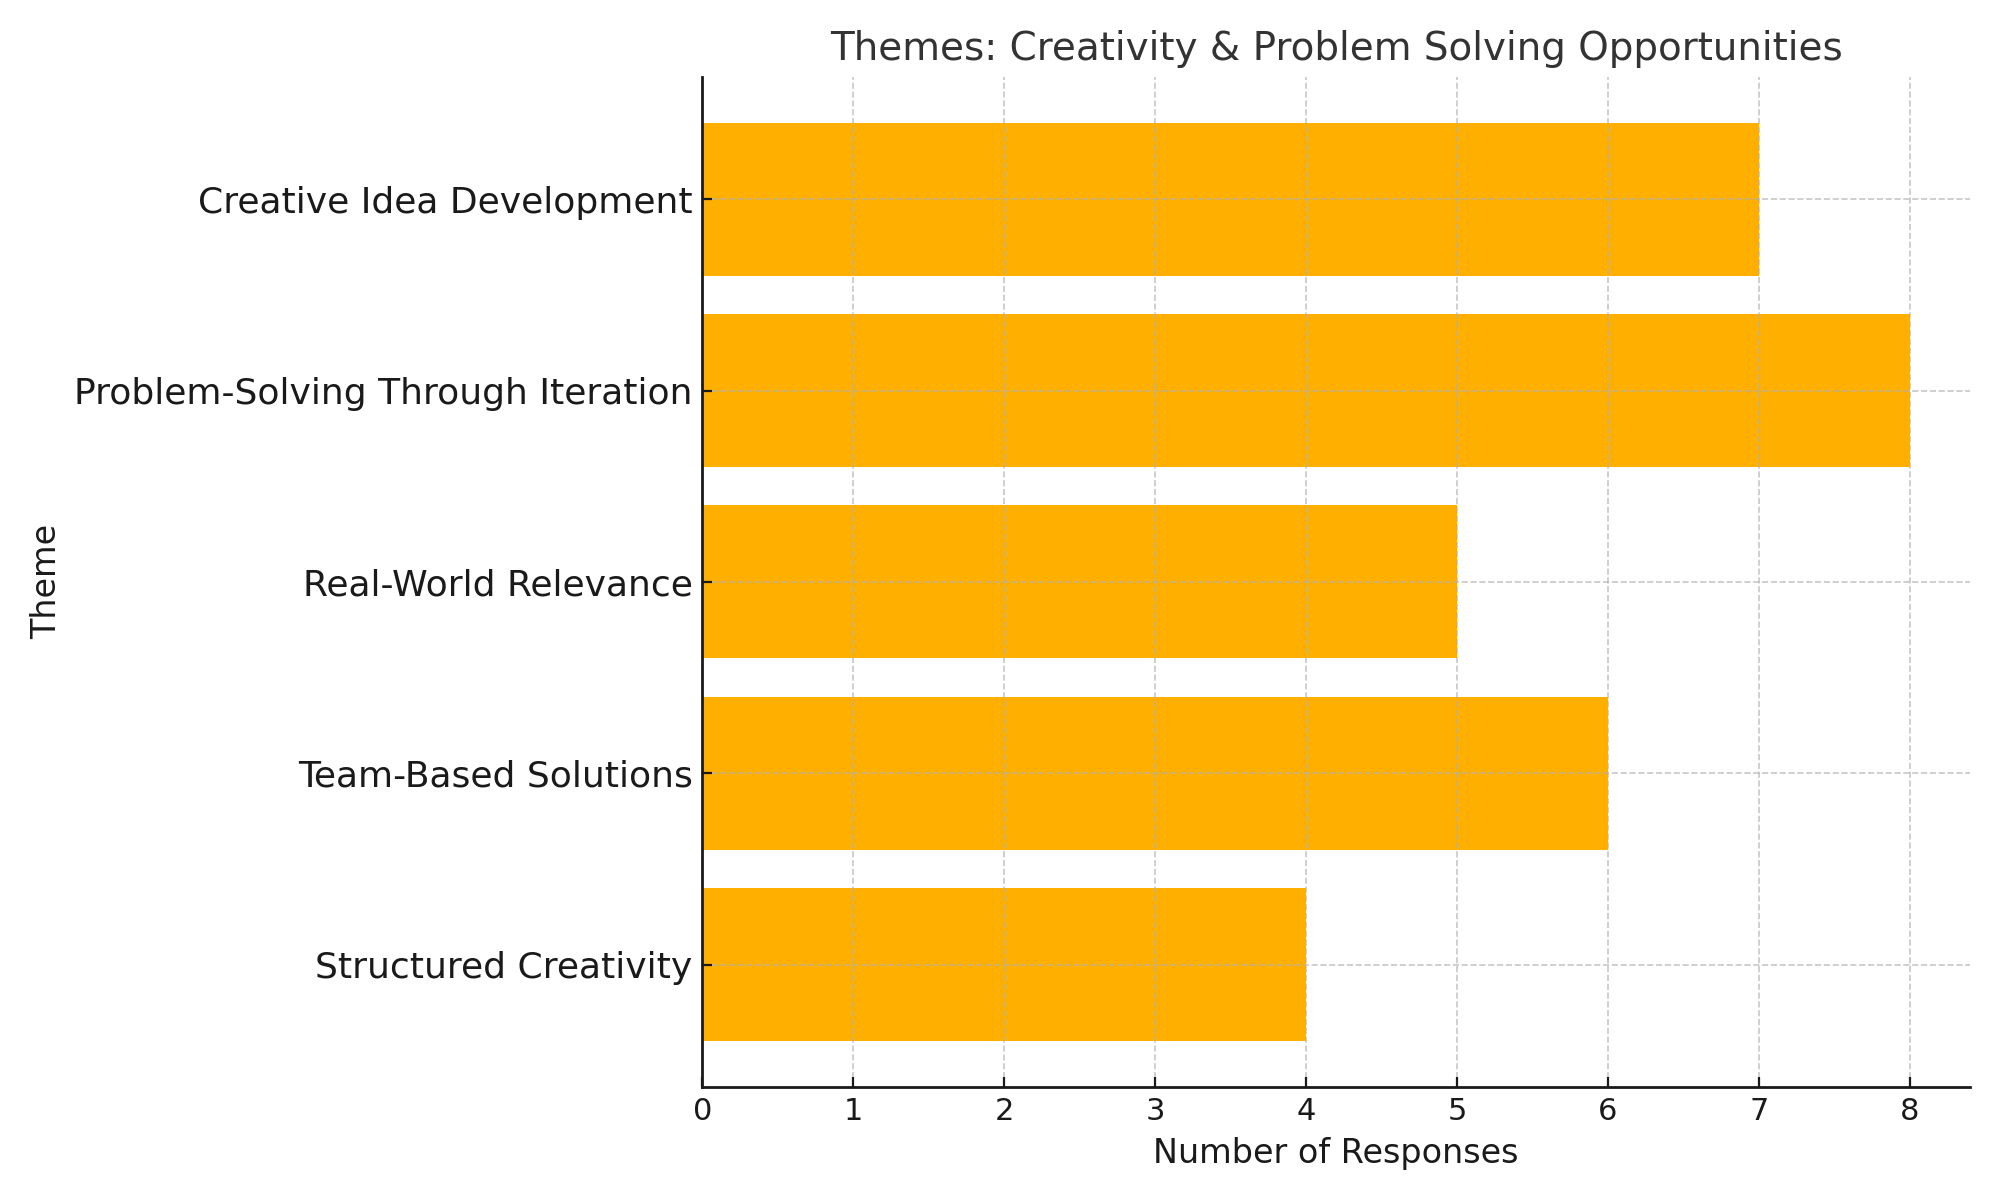 Themes: Creativity & Problem Solving Opportunities
Creative Idea Development
Problem-Solving Through Iteration
Real-World Relevance
Team-Based Solutions
Structured Creativity
Theme
0 1 2 3 4 5 6 7 8
Number of Responses